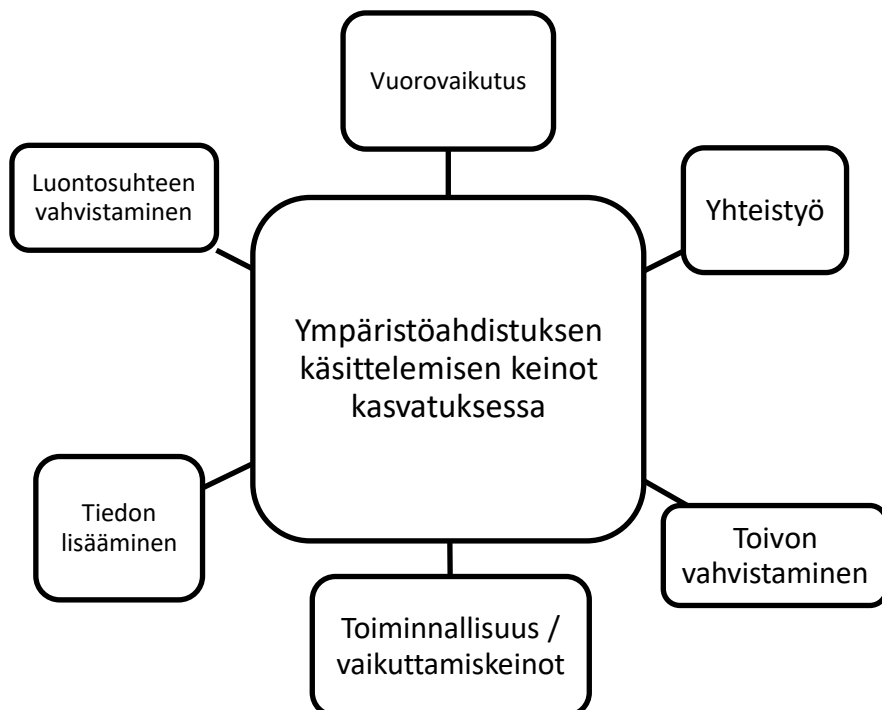 Vuorovaikutus
Luontosuhteen
vahvistaminen
Yhteistyö
Ympäristöahdistuksen
käsittelemisen keinot
kasvatuksessa
Tiedon
lisääminen
Toivon
vahvistaminen
Toiminnallisuus /
vaikuttamiskeinot